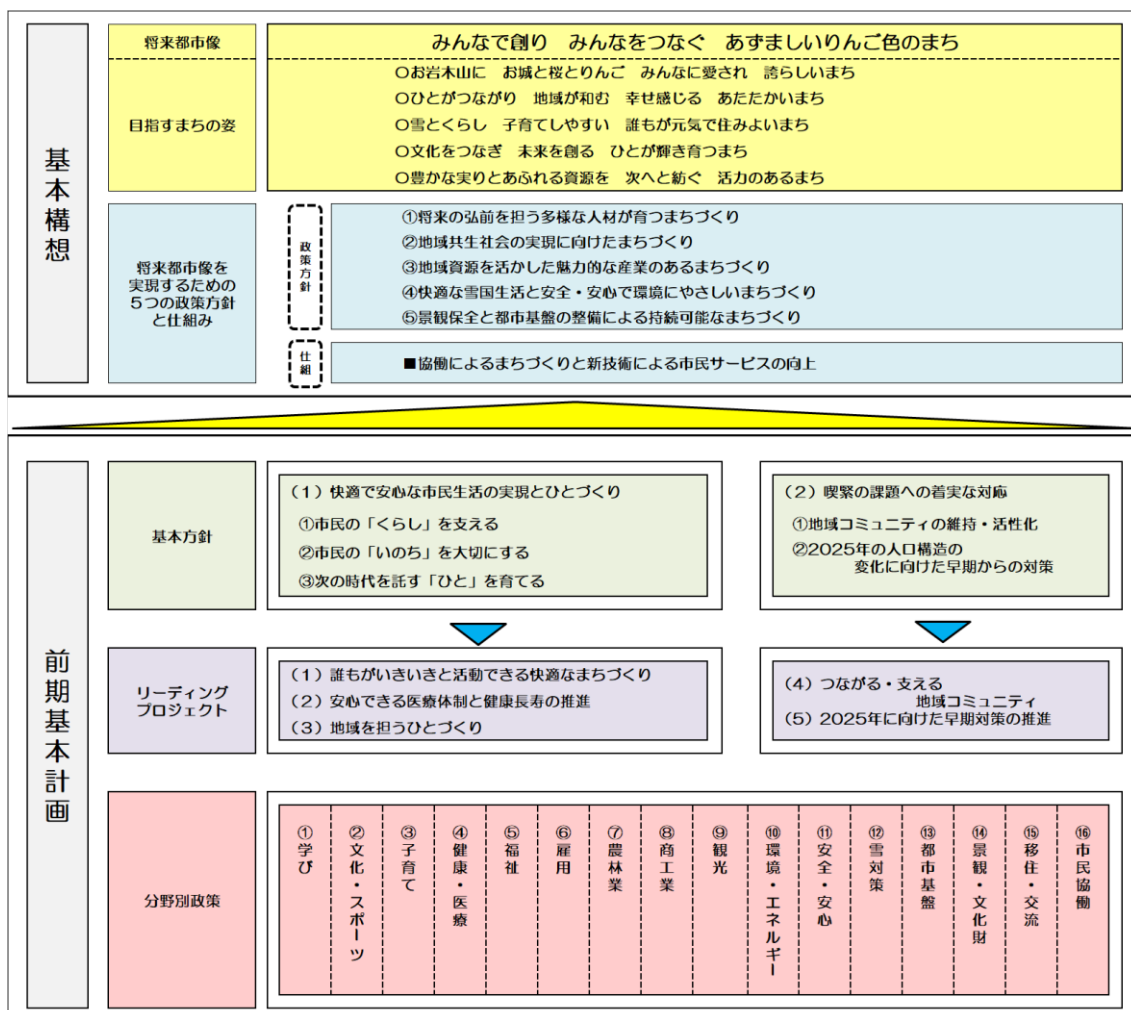 基本構想
将来都市像
みんなで創り　みんなをつなぐ　あずましいりんご色のまち
目指すまちの姿
○お岩木山に　お城と桜とりんご　みんなに愛され　誇らしいまち
○ひとがつながり　地域が和む　幸せ感じる　あたたかいまち
○雪とくらし　子育てしやすい　誰もが元気で住みよいまち
○文化をつなぎ　未来を創る　ひとが輝き育つまち
○豊かな実りとあふれる資源を　次へと紡ぐ　活力のあるまち
将来都市像を
実現するための
５つの政策方針
と仕組み
政策方針
①将来の弘前を担う多様な人材が育つまちづくり
②地域共生社会の実現に向けたまちづくり
③地域資源を活かした魅力的な産業のあるまちづくり
④快適な雪国生活と安全・安心で環境にやさしいまちづくり
⑤景観保全と都市基盤の整備による持続可能なまちづくり
仕組
■協働によるまちづくりと新技術による市民サービスの向上
前期基本計画
基本方針
（１）快適で安心な市民生活の実現とひとづくり
①市民の「くらし」を支える
②市民の「いのち」を大切にする
③次の時代を託す「ひと」を育てる
（２）喫緊の課題への着実な対応
①地域コミュニティの維持・活性化
②2025年の人口構造の
変化に向けた早期からの対策
リーディング
プロジェクト
（１）誰もがいきいきと活動できる快適なまちづくり
（２）安心できる医療体制と健康長寿の推進
（３）地域を担うひとづくり
（４）つながる・支える
地域コミュニティ
（５）2025年に向けた早期対策の推進
分野別政策
①学び
②文化・スポーツ
③子育て
④健康・医療
⑤福祉
⑥雇用
⑦農林業
⑧商工業
⑨観光
⑩環境・エネルギー
⑪安全・安心
⑫雪対策
⑬都市基盤
⑭景観・文化財
⑮移住・交流
⑯市民協働